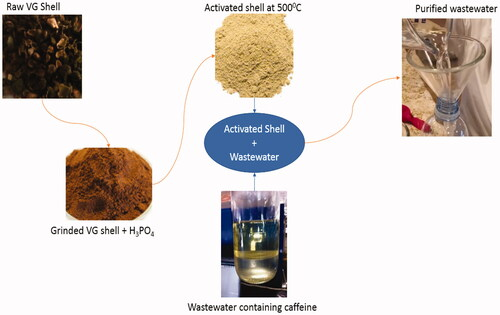 Raw VG Shell
Activated shell at 500⁰C
Purified wastewater
Activated Shell
+
Wastewater
Grinded VG shell + H₃PO₄
Wastewater containing caffeine